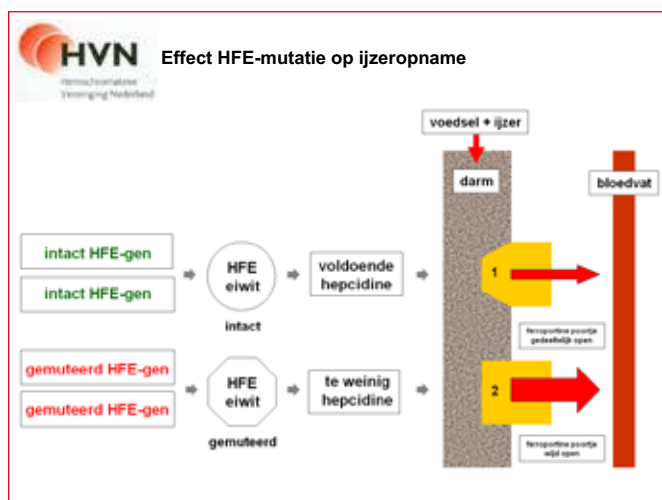 HVN
Hemochromatose
Vereniging Nederland
Effect HFE-mutatie op ijzeropname
voedsel + ijzer
darm
bloedvat
intact HFE-gen
intact HFE-gen
HFE
eiwit
intact
voldoende
hepcidine
1
ferroportine poortje
gedeeltelijk open
gemuteerd HFE-gen
gemuteerd HFE-gen
HFE
eiwit
gemuteerd
te weinig
hepcidine
2
ferroportine poortje
wijd open